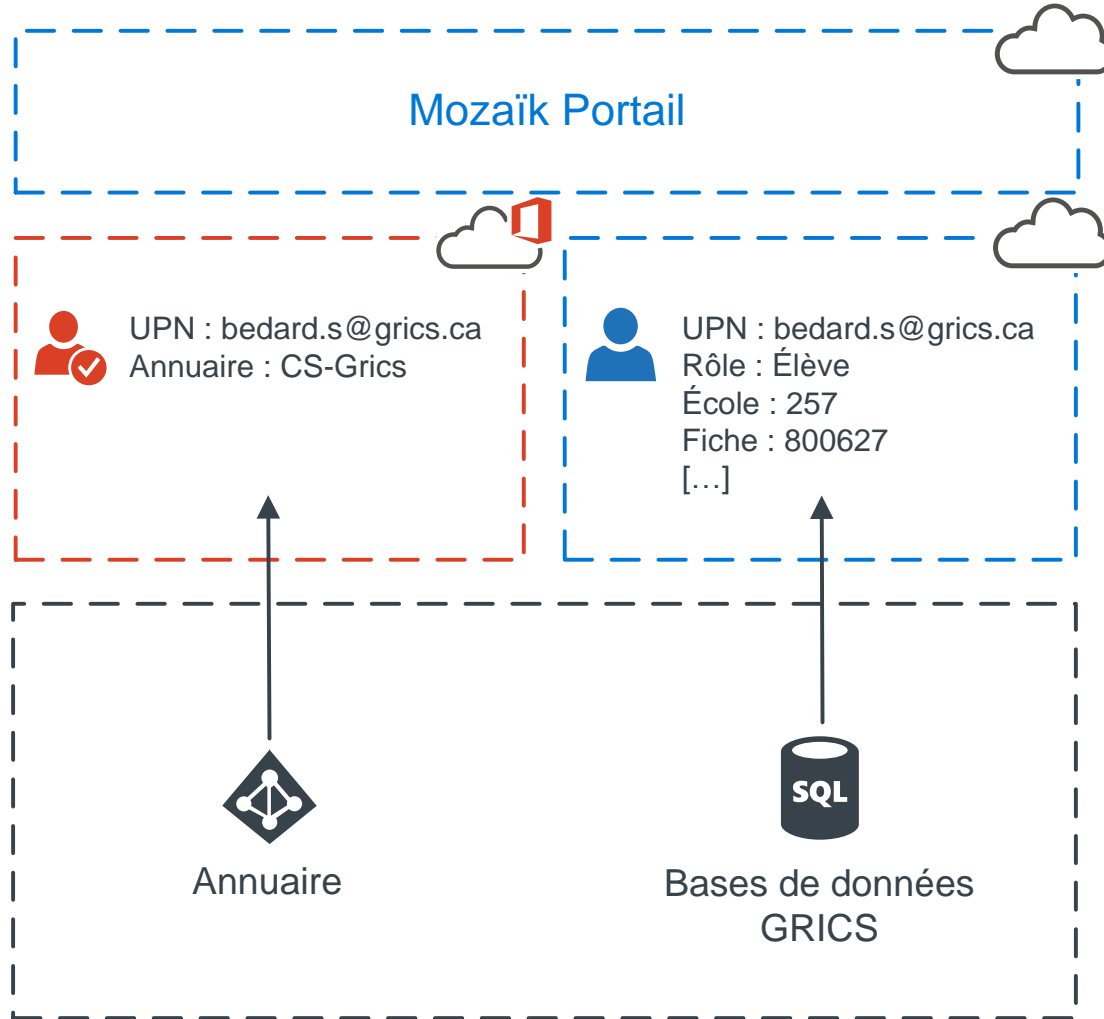 Mozaïk Portail
UPN : bedard.s@grics.ca
Annuaire : CS-Grics
UPN : bedard.s@grics.ca
Rôle : Élève
École : 257
Fiche : 800627
[…]
SQL
Annuaire
Bases de données
GRICS